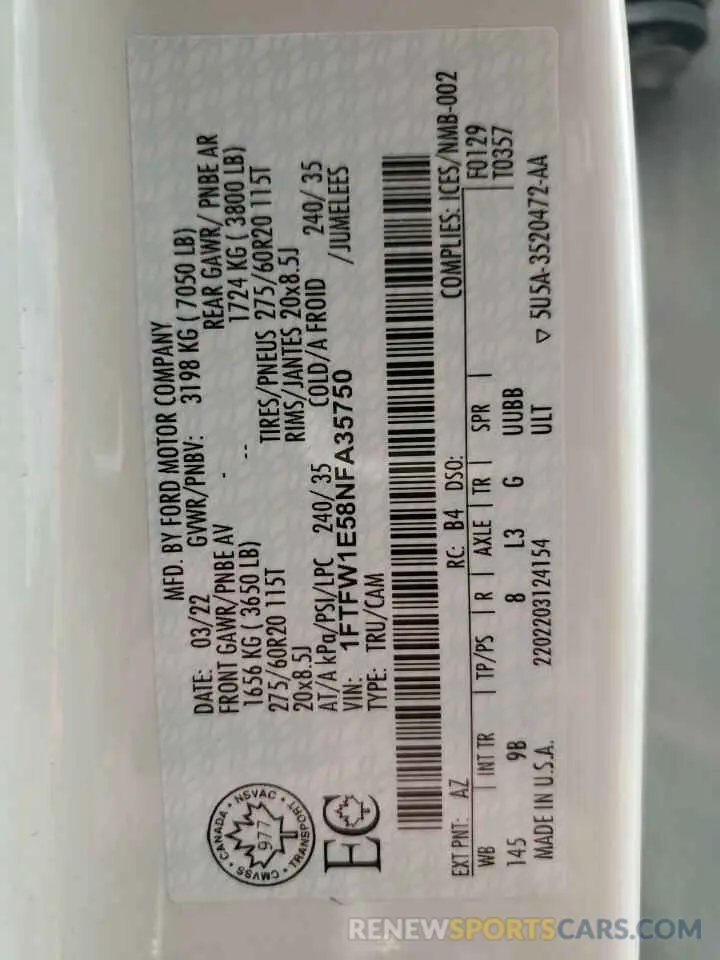 MFD. BY FORD MOTOR COMPANY
DATE: 03/22 GVWR/PNBV: 3198 KG ( 7050 LB)
FRONT GAWR/PNBE AV - REAR GAWR/ PNBE AR
1656 KG ( 3650 LB) -- 1724 KG ( 3800 LB)
275/60R20 115T TIRES/PNEUS 275/60R20 115T
20x8.5J RIMS/JANTES 20x8.5J
AT/A kPa/PSI/LPC 240/ 35 COLD/A FROID 240/ 35
VIN: 1FTFW1E58NFA35750 /JUMELEES
TYPE: TRU/CAM
CANADA • NSVAC • TRANSPORT • CMVSS •
977
T
EC
EXT PNT: AZ RC: B4 DSO: COMPLIES: ICES/NMB-002
WB INT TR TP/PS R AXLE TR SPR F0129
T0357
145 9B 8 L3 G UUBB
MADE IN U.S.A. 2202203124154 ULT ▽ 5U5A-3520472-AA
RENEWSPORTSCARS.COM